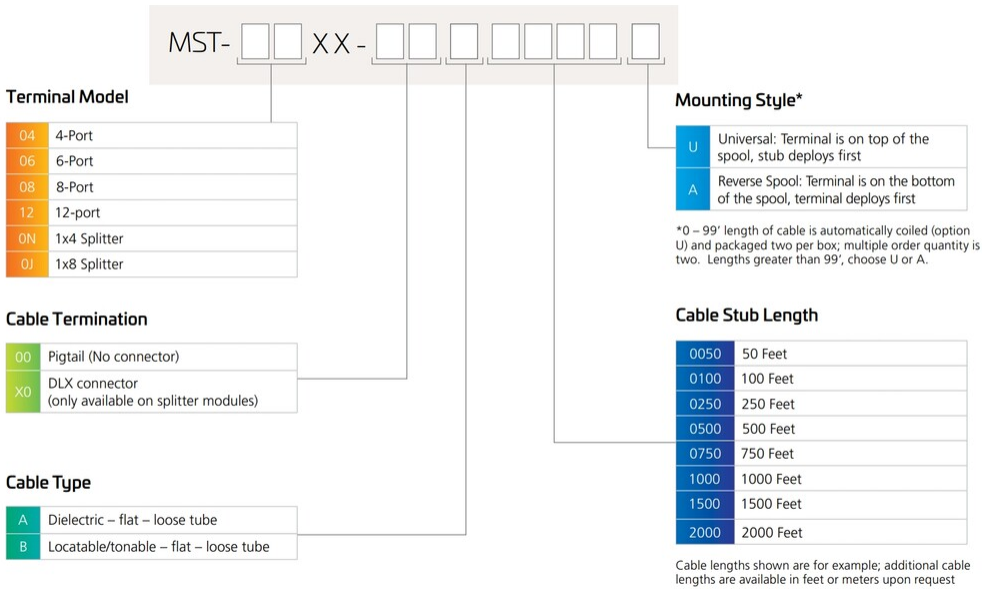 MST- XX -
Terminal Model
04 4-Port
06 6-Port
08 8-Port
12 12-port
0N 1x4 Splitter
0J 1x8 Splitter
Cable Termination
00 Pigtail (No connector)
X0 DLX connector
(only available on splitter modules)
Cable Type
A Dielectric – flat – loose tube
B Locatable/tonable – flat – loose tube
Mounting Style*
U Universal: Terminal is on top of the
spool, stub deploys first
A Reverse Spool: Terminal is on the bottom
of the spool, terminal deploys first
*0 – 99’ length of cable is automatically coiled (option
U) and packaged two per box; multiple order quantity is
two. Lengths greater than 99’, choose U or A.
Cable Stub Length
0050 50 Feet
0100 100 Feet
0250 250 Feet
0500 500 Feet
0750 750 Feet
1000 1000 Feet
1500 1500 Feet
2000 2000 Feet
Cable lengths shown are for example; additional cable
lengths are available in feet or meters upon request